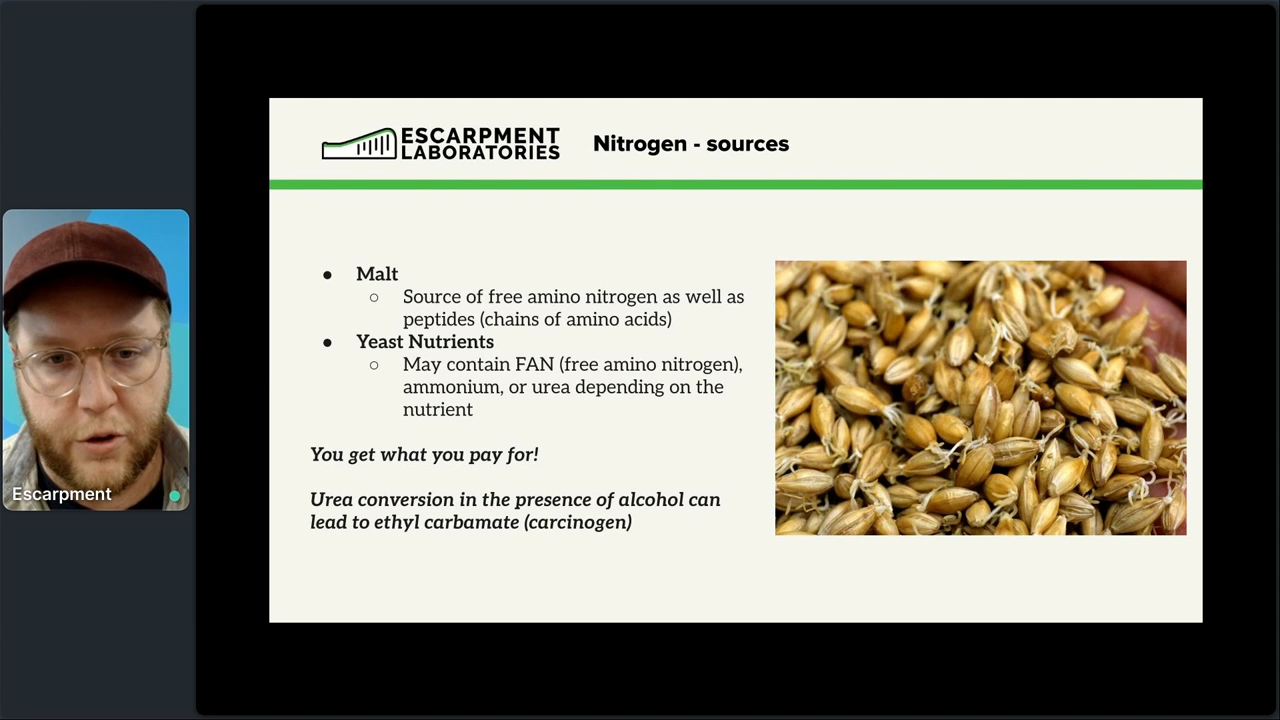 ESCARPMENT
LABORATORIES
Nitrogen - sources
● Malt
○ Source of free amino nitrogen as well as
peptides (chains of amino acids)
● Yeast Nutrients
○ May contain FAN (free amino nitrogen),
ammonium, or urea depending on the
nutrient
You get what you pay for!
Urea conversion in the presence of alcohol can
lead to ethyl carbamate (carcinogen)
Escarpment